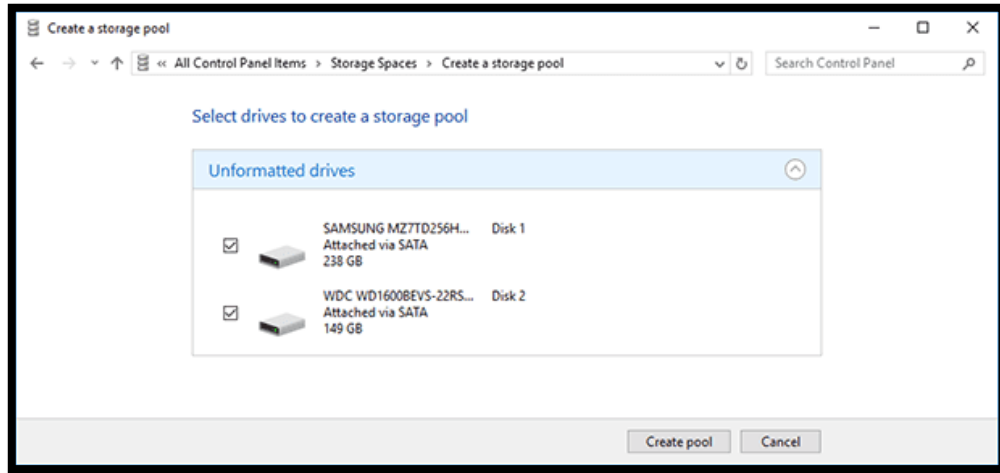 Create a storage pool
« All Control Panel Items › Storage Spaces › Create a storage pool
Search Control Panel
Select drives to create a storage pool
Unformatted drives
SAMSUNG MZ7TD256H... Disk 1
Attached via SATA
238 GB
WDC WD1600BEVS-22RS... Disk 2
Attached via SATA
149 GB
Create pool Cancel